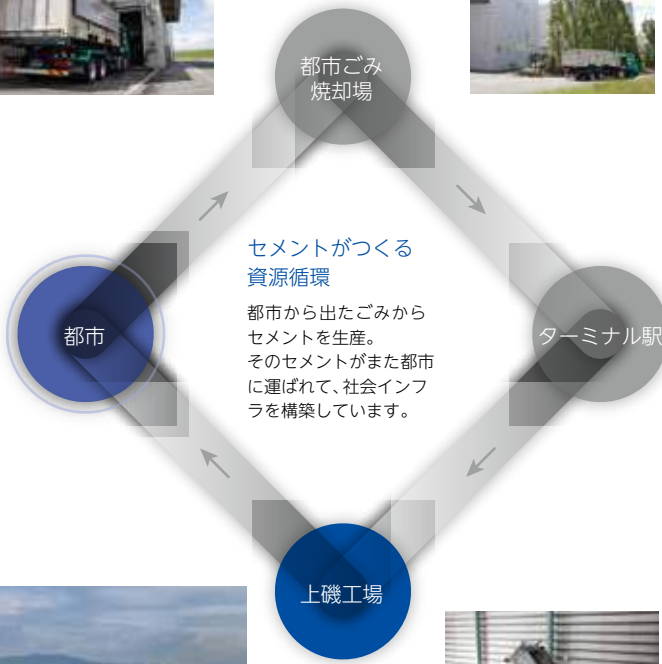 都市ごみ
焼却場
セメントがつくる
資源循環
都市から出たごみから
セメントを生産。
そのセメントがまた都市
に運ばれて、社会インフ
ラを構築しています。
都市
ターミナル駅
上磯工場